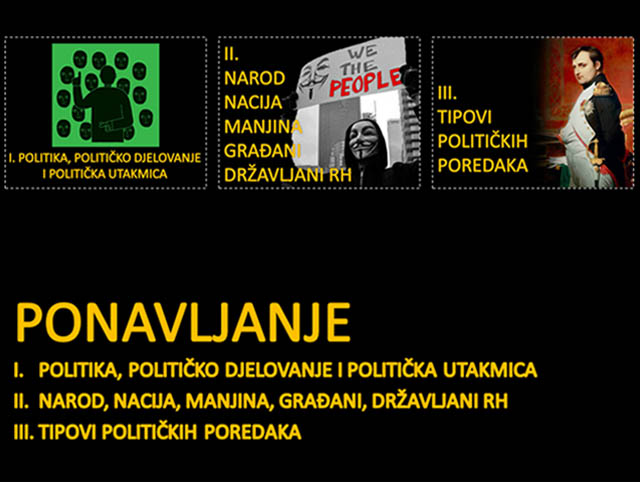 I. POLITIKA, POLITIČKO DJELOVANJE
I POLITIČKA UTAKMICA
II.
NAROD
NACIJA
MANJINA
GRAĐANI
DRŽAVLJANI RH
WE
THE
PEOPLE
III.
TIPOVI
POLITIČKIH
POREDAKA
PONAVLJANJE
I. POLITIKA, POLITIČKO DJELOVANJE I POLITIČKA UTAKMICA
II. NAROD, NACIJA, MANJINA, GRAĐANI, DRŽAVLJANI RH
III. TIPOVI POLITIČKIH POREDAKA